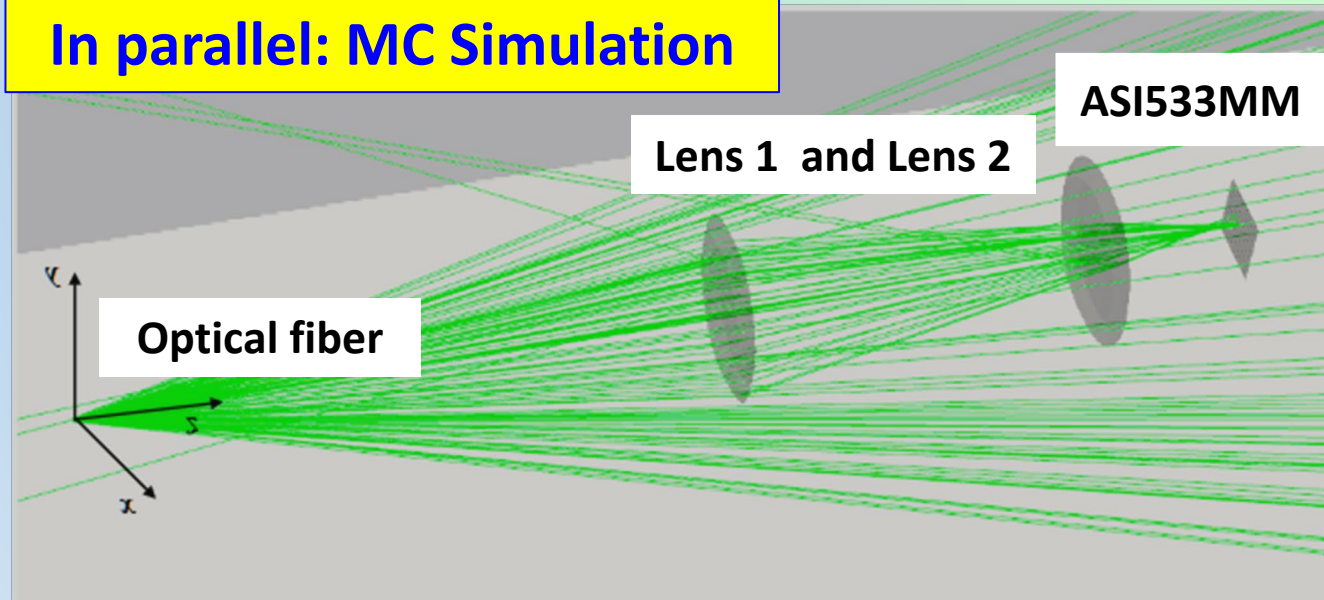 In parallel: MC Simulation
ASI533MM
Lens 1 and Lens 2
Optical fiber
y
z
x